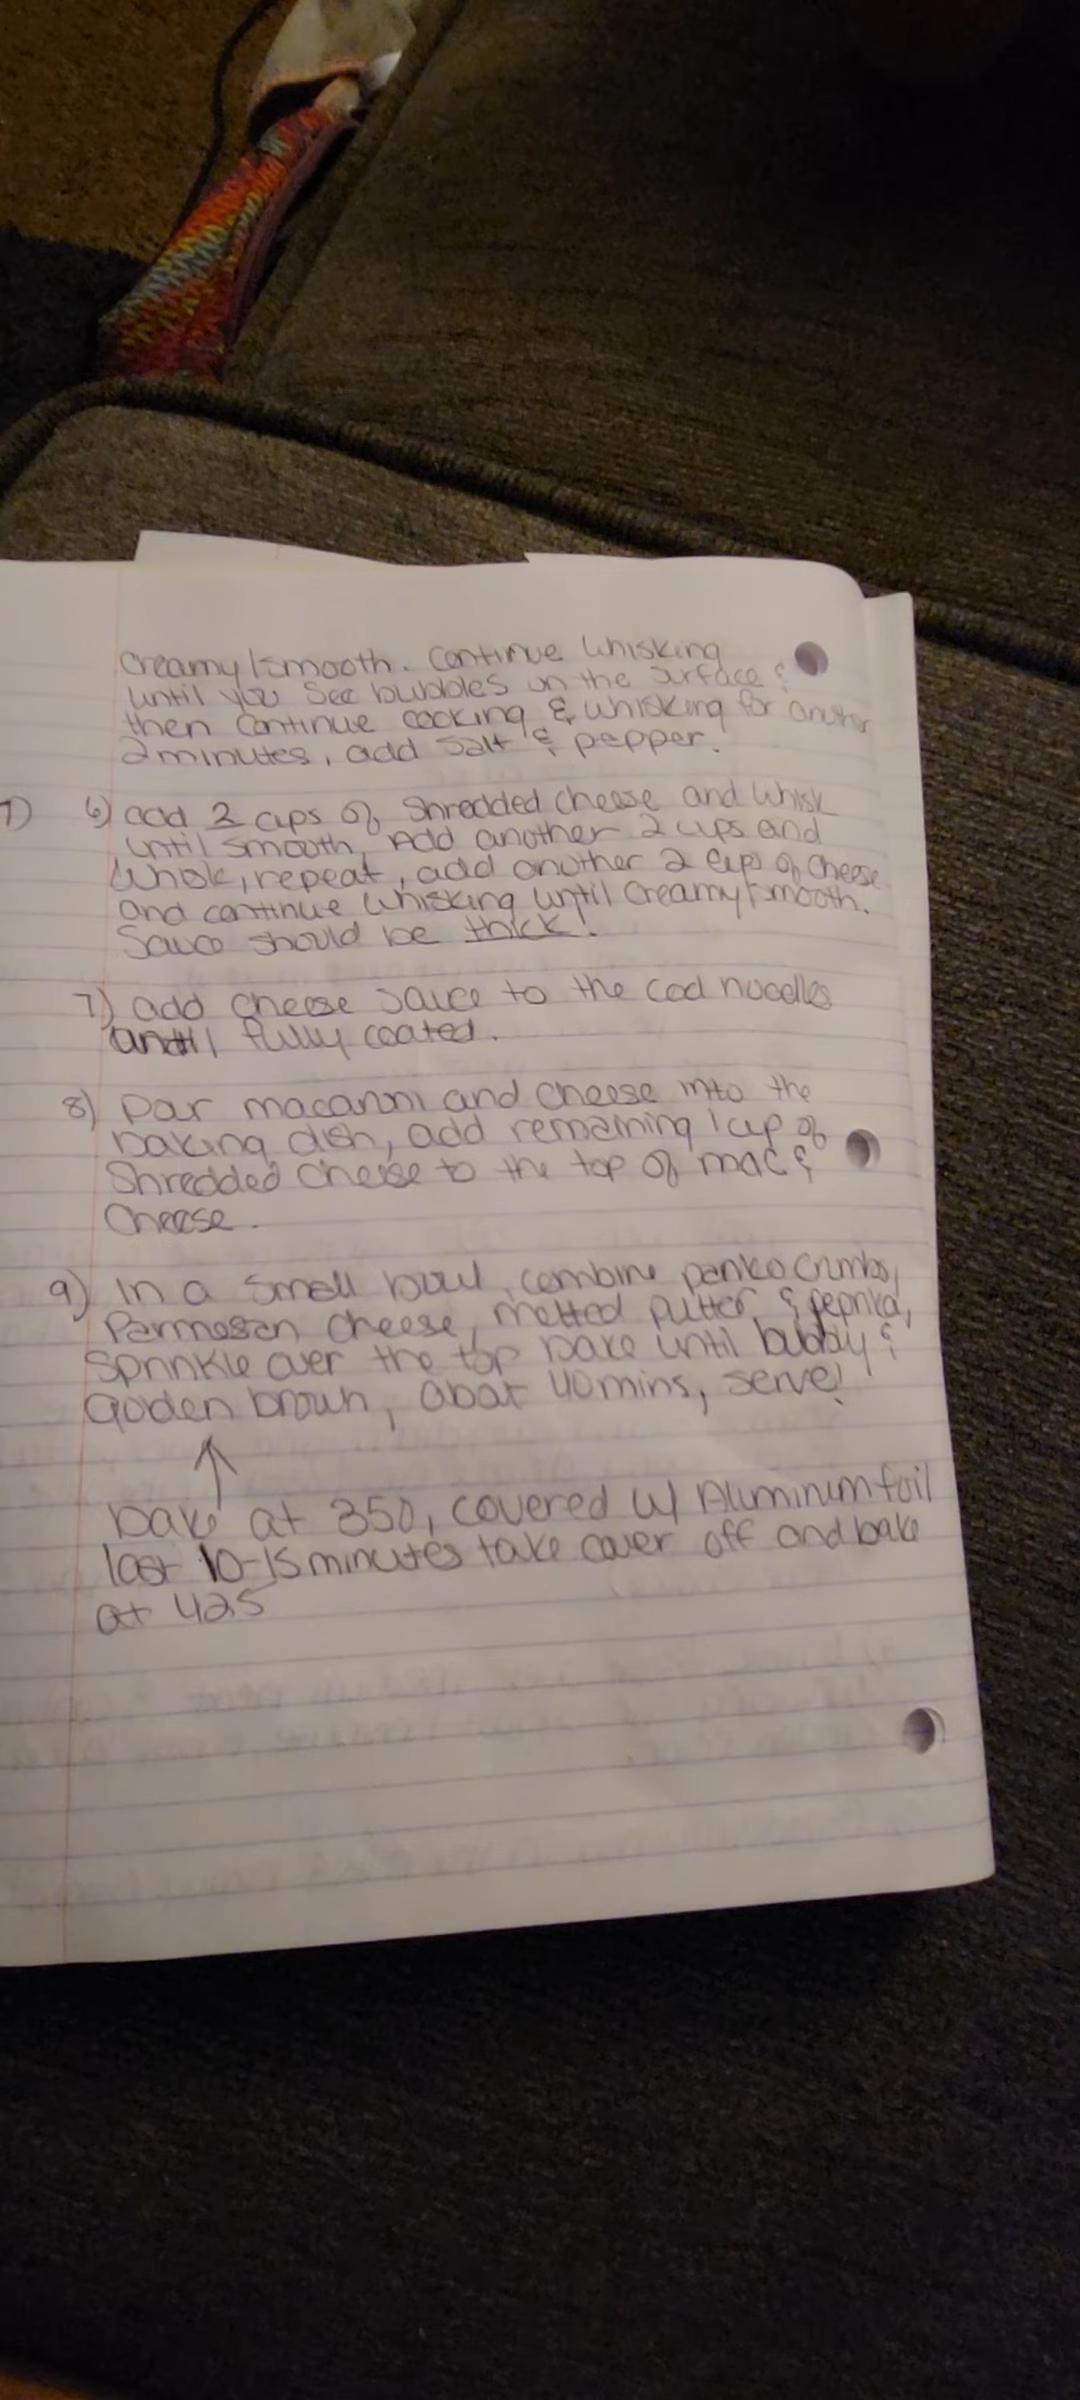 creamy/smooth. Continue whisking
until you see bubbles on the surface &
then continue cooking & whisking for another
2 minutes, add salt & pepper.
7) 6) add 2 cups of shredded cheese and whisk
until smooth, Add another 2 cups and
whisk, repeat, add another 2 cups of cheese
and continue whisking until creamy/smooth.
Sauce should be thick!
7) add cheese sauce to the cool noodles
until fully coated.
8) Pour macaroni and cheese into the
baking dish, add remaining 1 cup of
shredded cheese to the top of mac &
cheese.
9) In a small bowl, combine panko crumbs,
Parmesan cheese, melted butter & paprika,
Sprinkle over the top bake until bubbly &
golden brown, about 40 mins, serve!
↑
bake at 350, covered w/ Aluminum foil
last 10-15 minutes take cover off and bake
at 425